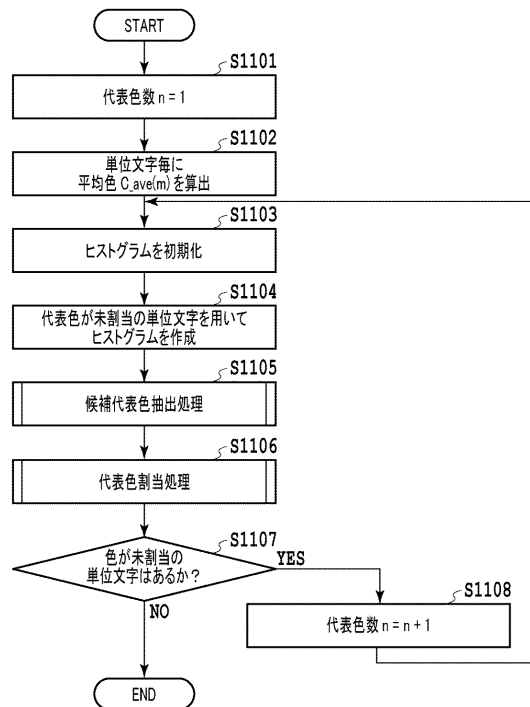 START
S1101
代表色数 n = 1
S1102
単位文字毎に
平均色 C_ave(m) を算出
S1103
ヒストグラムを初期化
S1104
代表色が未割当の単位文字を用いて
ヒストグラムを作成
S1105
候補代表色抽出処理
S1106
代表色割当処理
S1107
色が未割当の
単位文字はあるか?
YES
NO
S1108
代表色数 n = n + 1
END